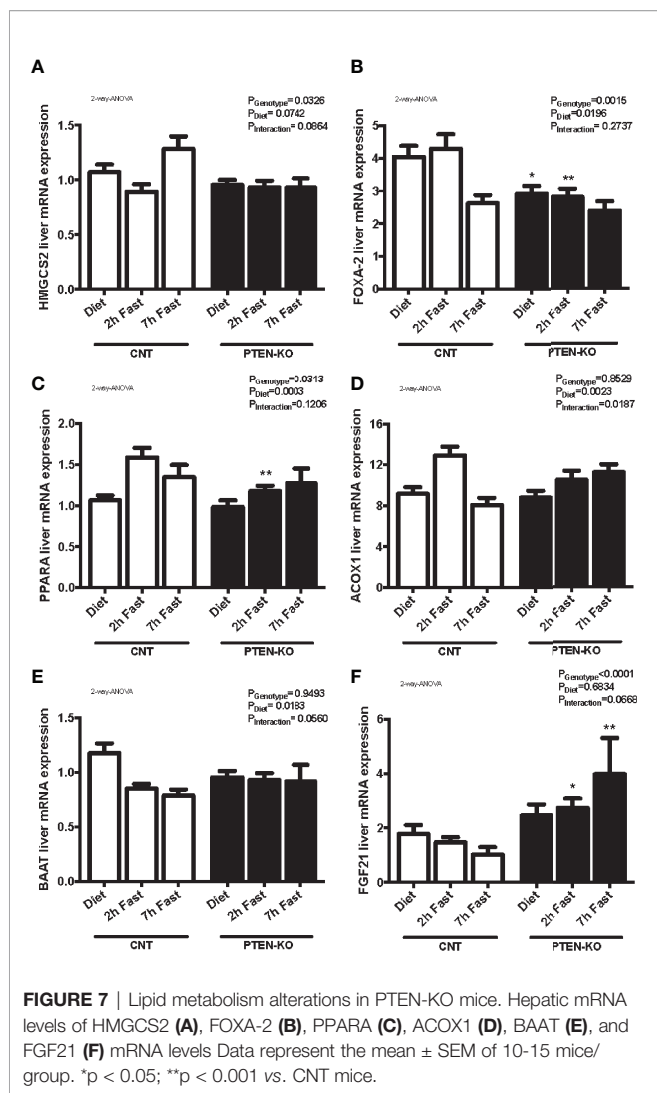 A
2-way-ANOVA
PGenotype=0.0326
PDiet=0.0742
PInteraction=0.0864
HMGCS2 liver mRNA expression
1.5
1.0
0.5
0.0
Diet
2h Fast
7h Fast
Diet
2h Fast
7h Fast
CNT
PTEN-KO
B
2-way-ANOVA
PGenotype=0.0015
PDiet=0.0196
PInteraction= 0.2737
FOXA-2 liver mRNA expression
5
4
3
2
1
0
*
**
Diet
2h Fast
7h Fast
Diet
2h Fast
7h Fast
CNT
PTEN-KO
C
2-way-ANOVA
PGenotype=0.0313
PDiet=0.0003
PInteraction=0.1206
PPARA liver mRNA expression
2.0
1.5
1.0
0.5
0.0
**
Diet
2h Fast
7h Fast
Diet
2h Fast
7h Fast
CNT
PTEN-KO
D
2-way-ANOVA
PGenotype=0.8529
PDiet=0.0023
PInteraction=0.0187
ACOX1 liver mRNA expression
16
12
8
4
0
Diet
2h Fast
7h Fast
Diet
2h Fast
7h Fast
CNT
PTEN-KO
E
2-way-ANOVA
PGenotype=0.9493
PDiet=0.0183
PInteraction=0.0560
BAAT liver mRNA expression
1.5
1.0
0.5
0.0
Diet
2h Fast
7h Fast
Diet
2h Fast
7h Fast
CNT
PTEN-KO
F
2-way-ANOVA
PGenotype<0.0001
PDiet=0.6834
PInteraction=0.0668
FGF21 liver mRNA expression
6
4
2
0
*
**
Diet
2h Fast
7h Fast
Diet
2h Fast
7h Fast
CNT
PTEN-KO
FIGURE 7 | Lipid metabolism alterations in PTEN-KO mice. Hepatic mRNA
levels of HMGCS2 (A), FOXA-2 (B), PPARA (C), ACOX1 (D), BAAT (E), and
FGF21 (F) mRNA levels Data represent the mean ± SEM of 10-15 mice/
group. *p < 0.05; **p < 0.001 vs. CNT mice.